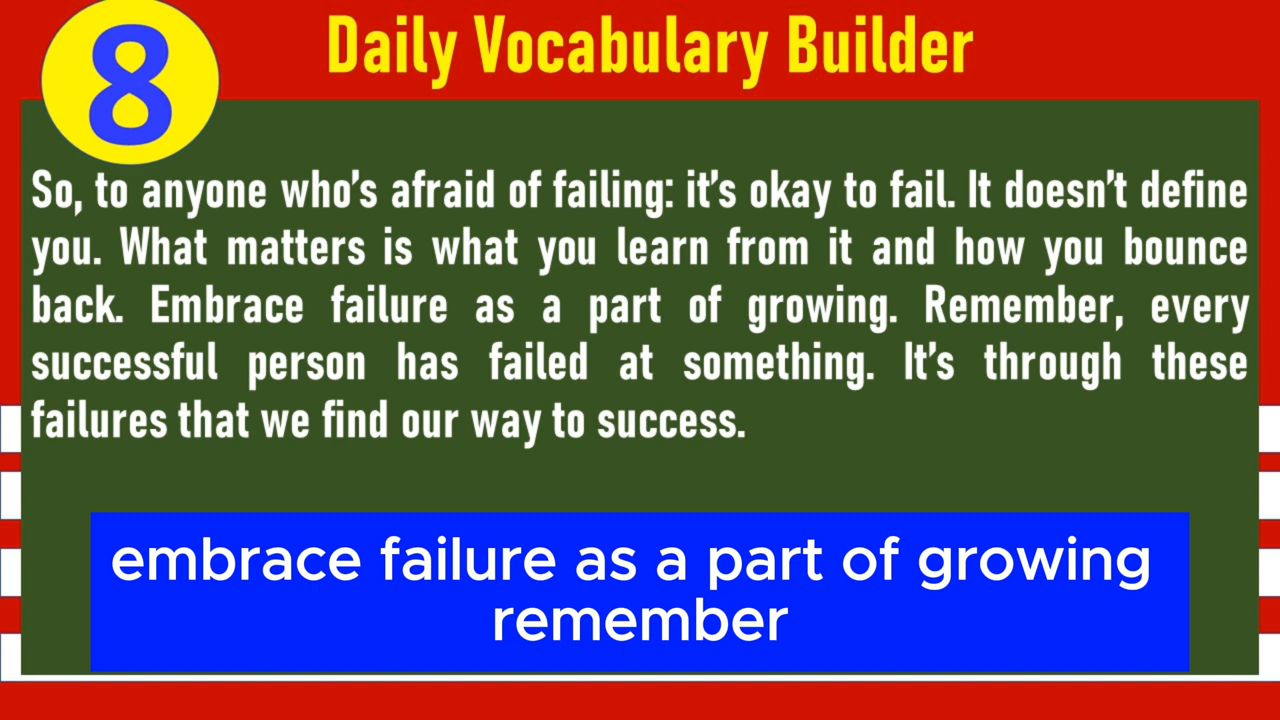 8
Daily Vocabulary Builder
So, to anyone who's afraid of failing: it's okay to fail. It doesn't define
you. What matters is what you learn from it and how you bounce
back. Embrace failure as a part of growing. Remember, every
successful person has failed at something. It's through these
failures that we find our way to success.
embrace failure as a part of growing
remember